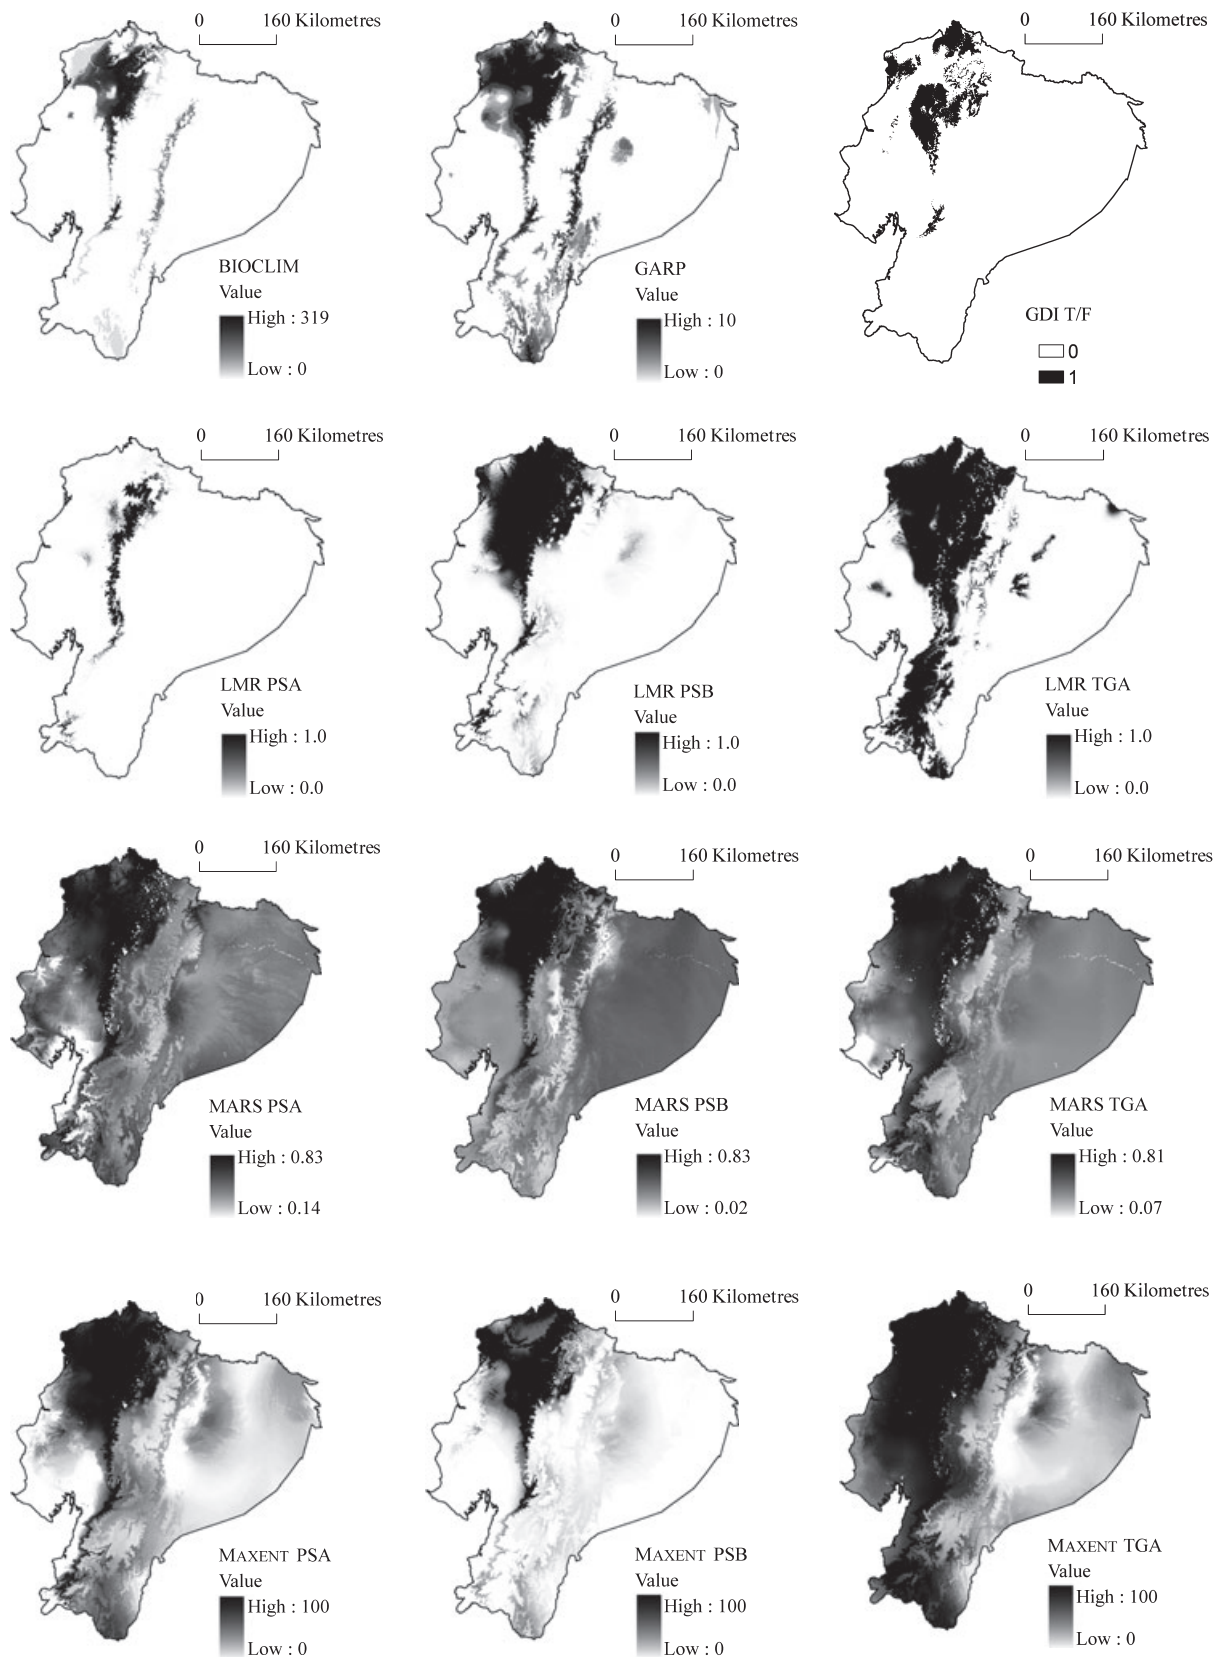 0 160 Kilometres
BIOCLIM
Value
High : 319
Low : 0
0 160 Kilometres
GARP
Value
High : 10
Low : 0
0 160 Kilometres
GDI T/F
0
1
0 160 Kilometres
LMR PSA
Value
High : 1.0
Low : 0.0
0 160 Kilometres
LMR PSB
Value
High : 1.0
Low : 0.0
0 160 Kilometres
LMR TGA
Value
High : 1.0
Low : 0.0
0 160 Kilometres
MARS PSA
Value
High : 0.83
Low : 0.14
0 160 Kilometres
MARS PSB
Value
High : 0.83
Low : 0.02
0 160 Kilometres
MARS TGA
Value
High : 0.81
Low : 0.07
0 160 Kilometres
MAXENT PSA
Value
High : 100
Low : 0
0 160 Kilometres
MAXENT PSB
Value
High : 100
Low : 0
0 160 Kilometres
MAXENT TGA
Value
High : 100
Low : 0